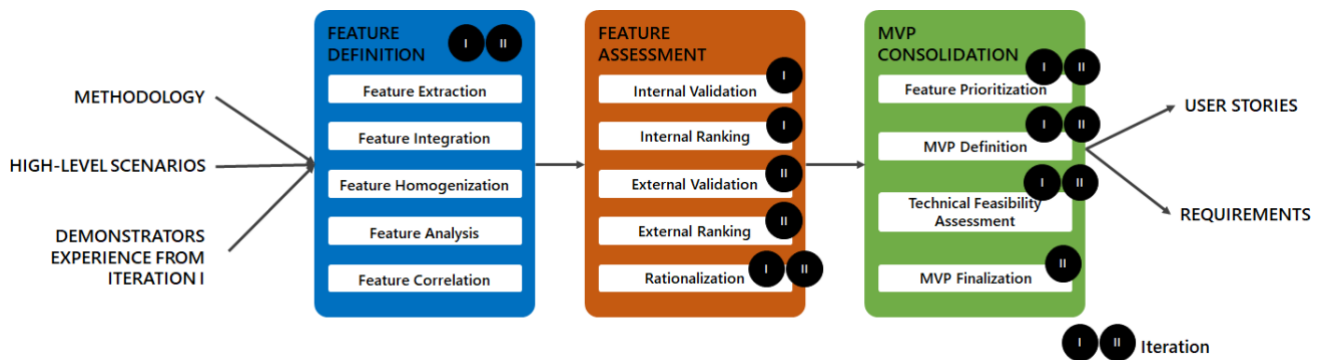 METHODOLOGY
HIGH-LEVEL SCENARIOS
DEMONSTRATORS
EXPERIENCE FROM
ITERATION I
FEATURE
DEFINITION
I II
Feature Extraction
Feature Integration
Feature Homogenization
Feature Analysis
Feature Correlation
FEATURE
ASSESSMENT
I
Internal Validation
I
Internal Ranking
II
External Validation
II
External Ranking
I II
Rationalization
MVP
CONSOLIDATION
I II
Feature Prioritization
I II
MVP Definition
I II
Technical Feasibility
Assessment
II
MVP Finalization
USER STORIES
REQUIREMENTS
I II Iteration